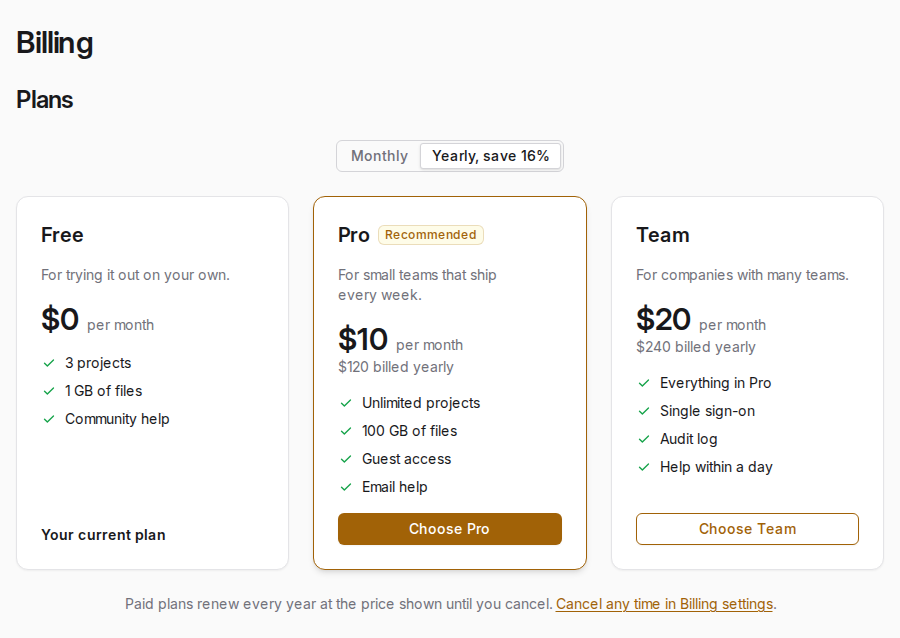 Billing
Plans
Monthly
Yearly, save 16%
Free
For trying it out on your own.
$0 per month
3 projects
1 GB of files
Community help
Your current plan
Pro
Recommended
For small teams that ship
every week.
$10 per month
$120 billed yearly
Unlimited projects
100 GB of files
Guest access
Email help
Choose Pro
Team
For companies with many teams.
$20 per month
$240 billed yearly
Everything in Pro
Single sign-on
Audit log
Help within a day
Choose Team
Paid plans renew every year at the price shown until you cancel. Cancel any time in Billing settings.